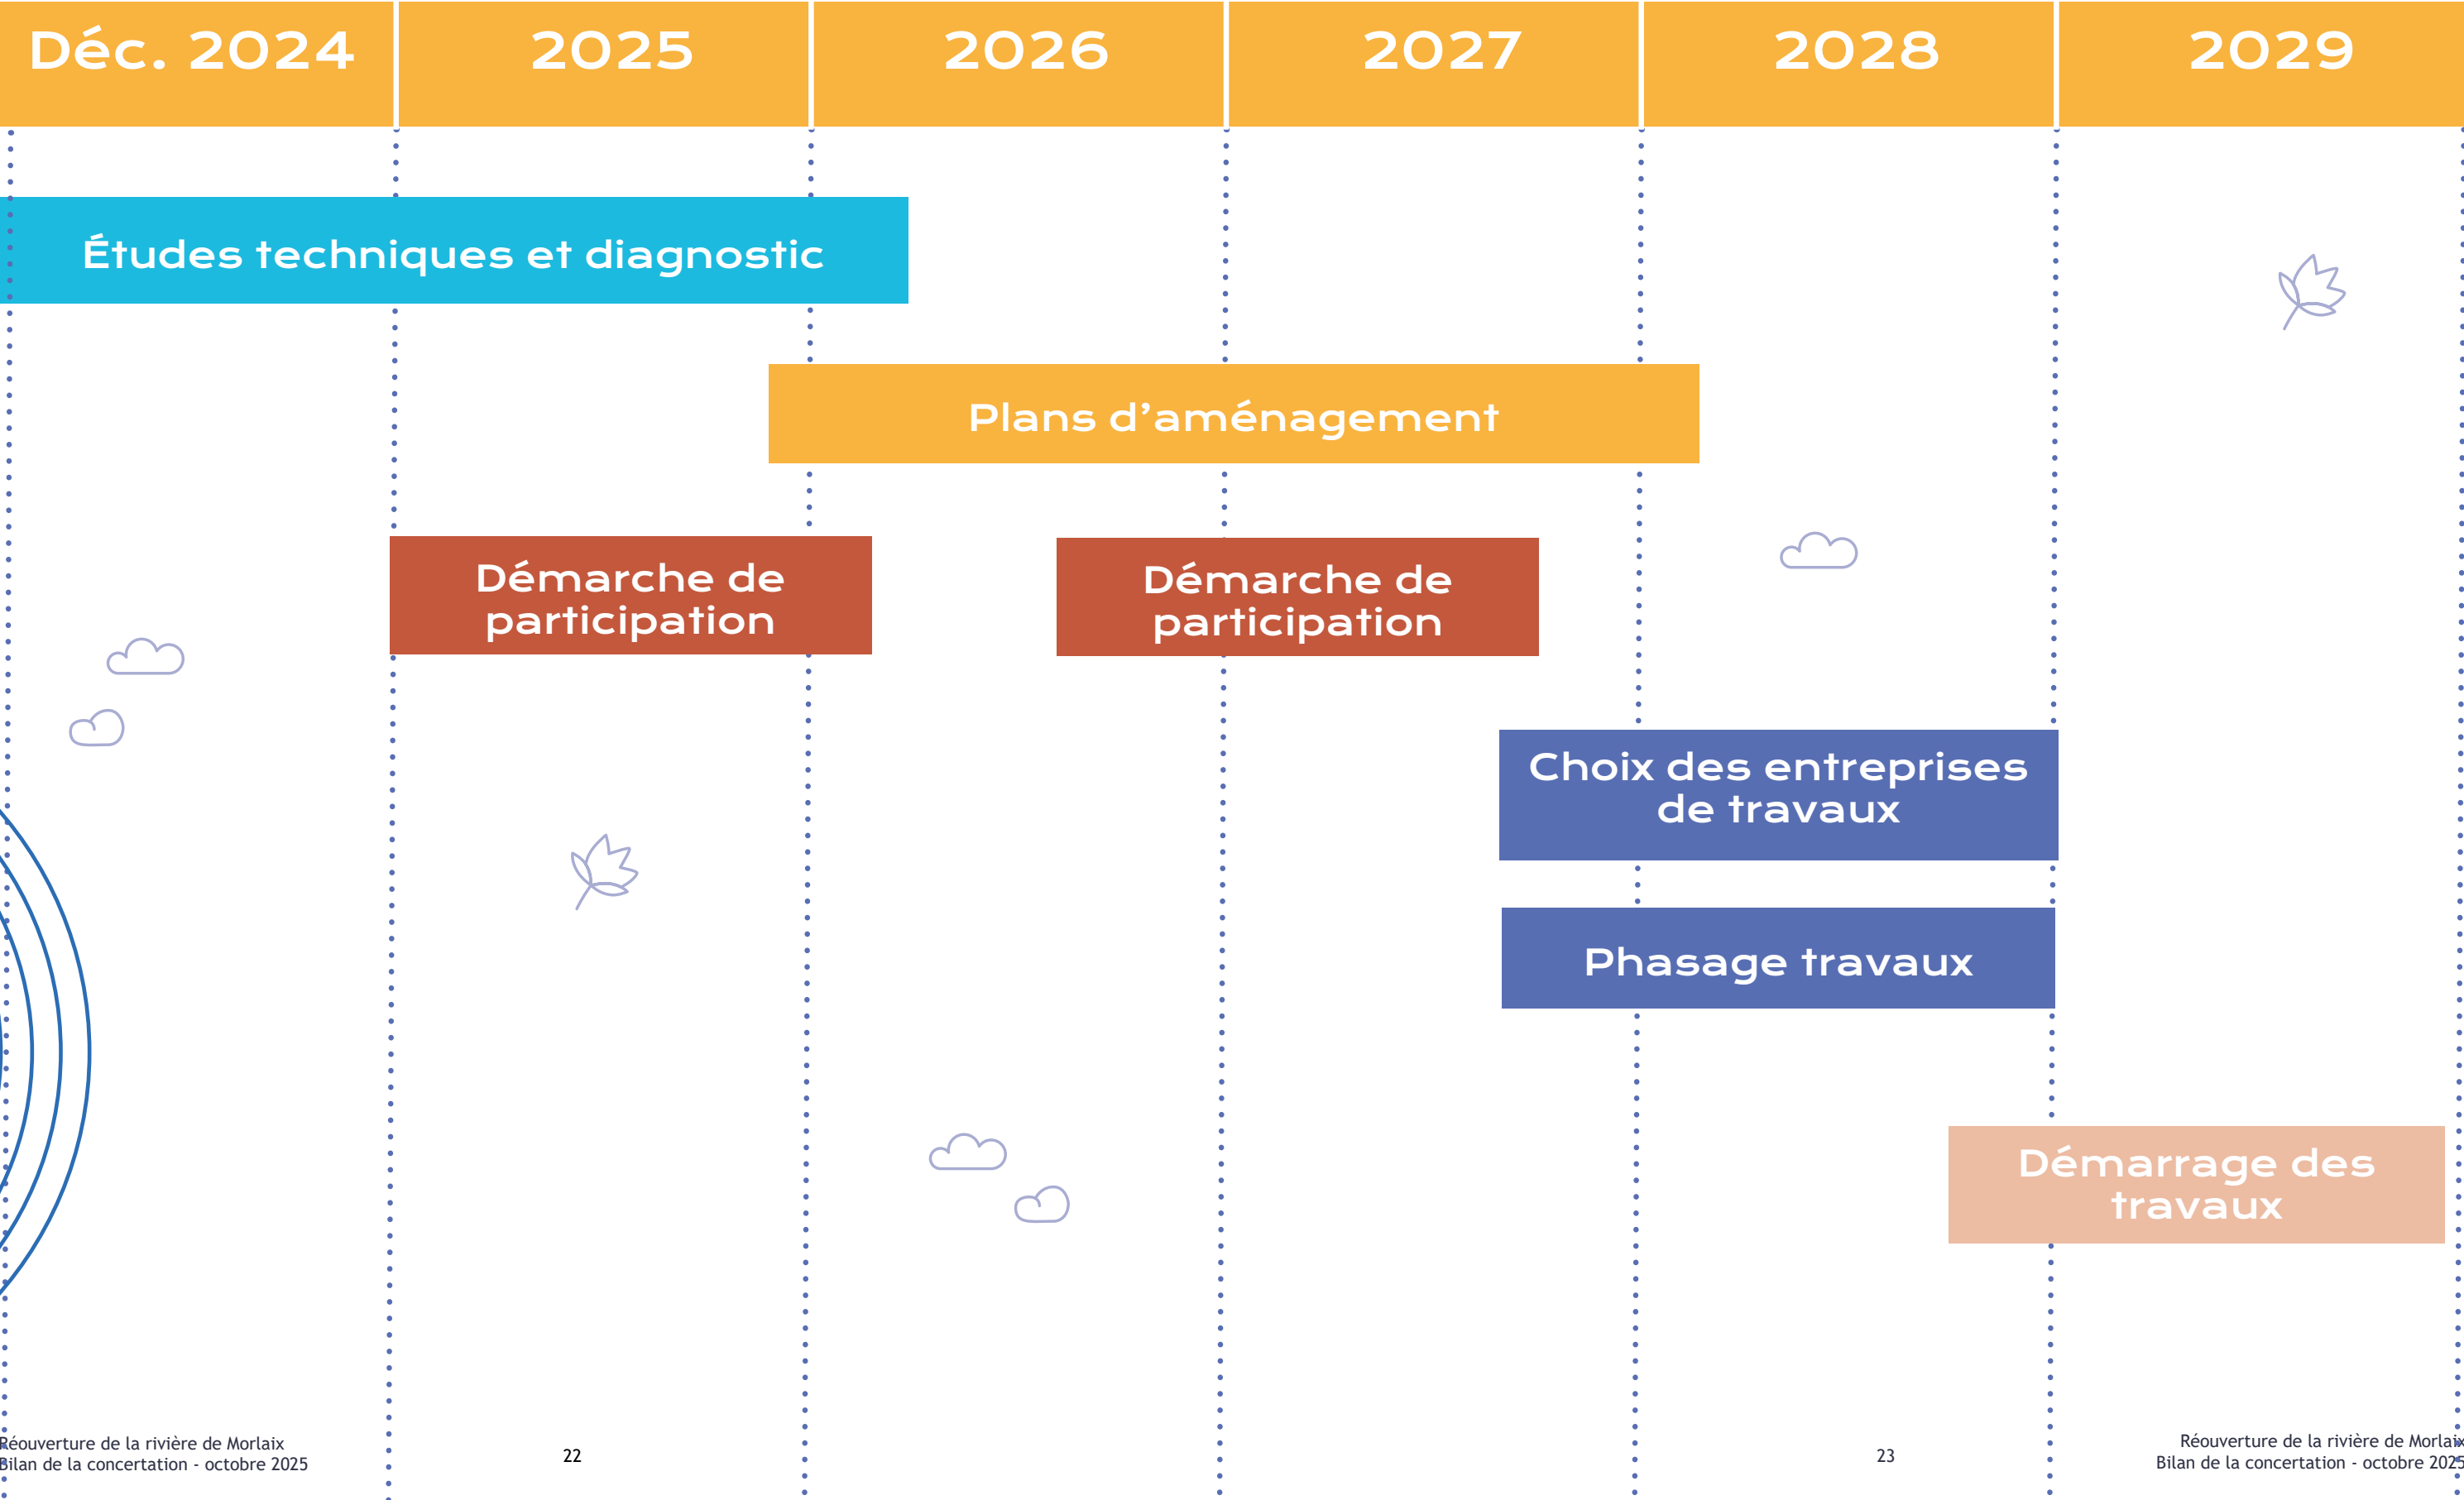 Déc. 2024
2025
2026
2027
2028
2029
Études techniques et diagnostic
Plans d’aménagement
Démarche de
participation
Démarche de
participation
Choix des entreprises
de travaux
Phasage travaux
Démarrage des
travaux
Réouverture de la rivière de Morlaix
Bilan de la concertation - octobre 2025
22
23
Réouverture de la rivière de Morlaix
Bilan de la concertation - octobre 2025